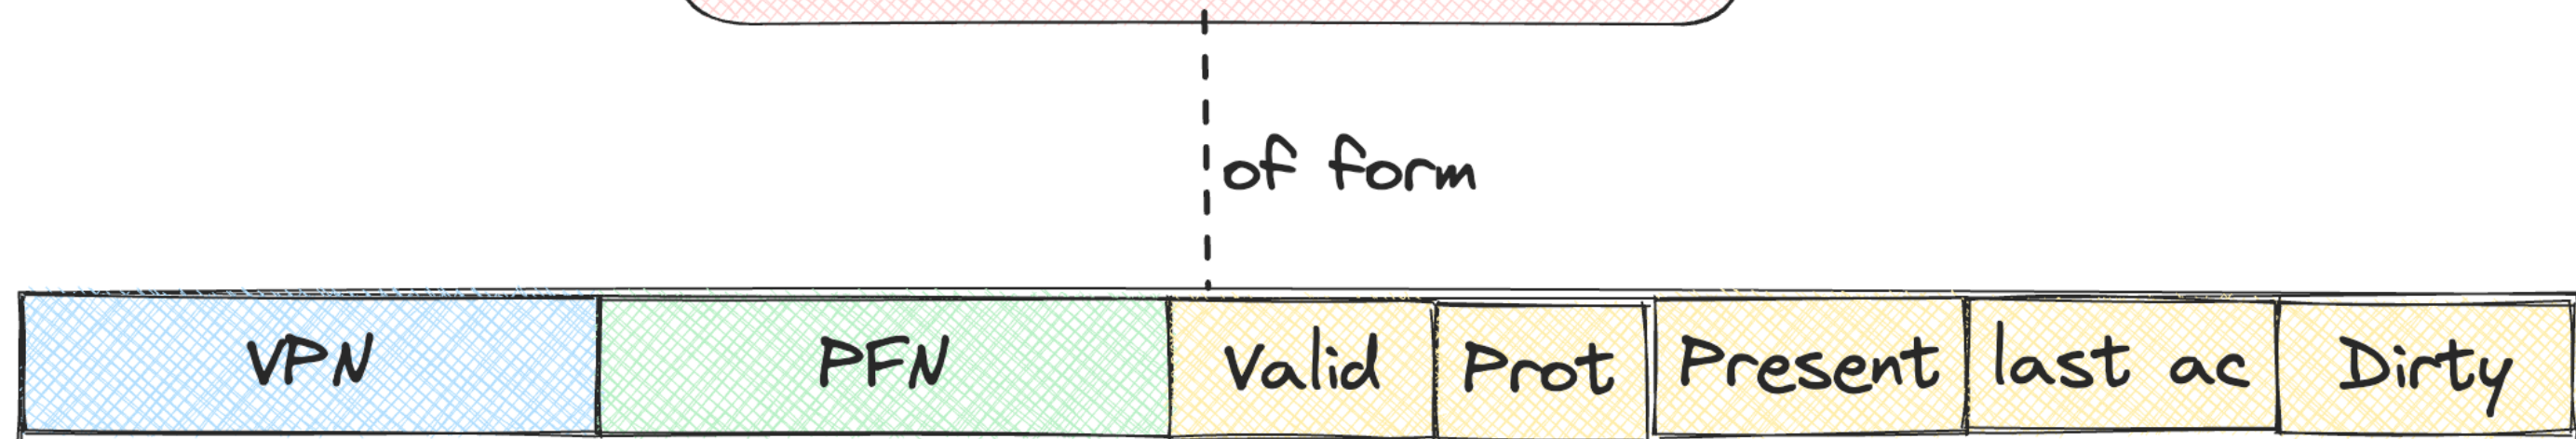 of form
VPN PFN Valid Prot Present last ac Dirty